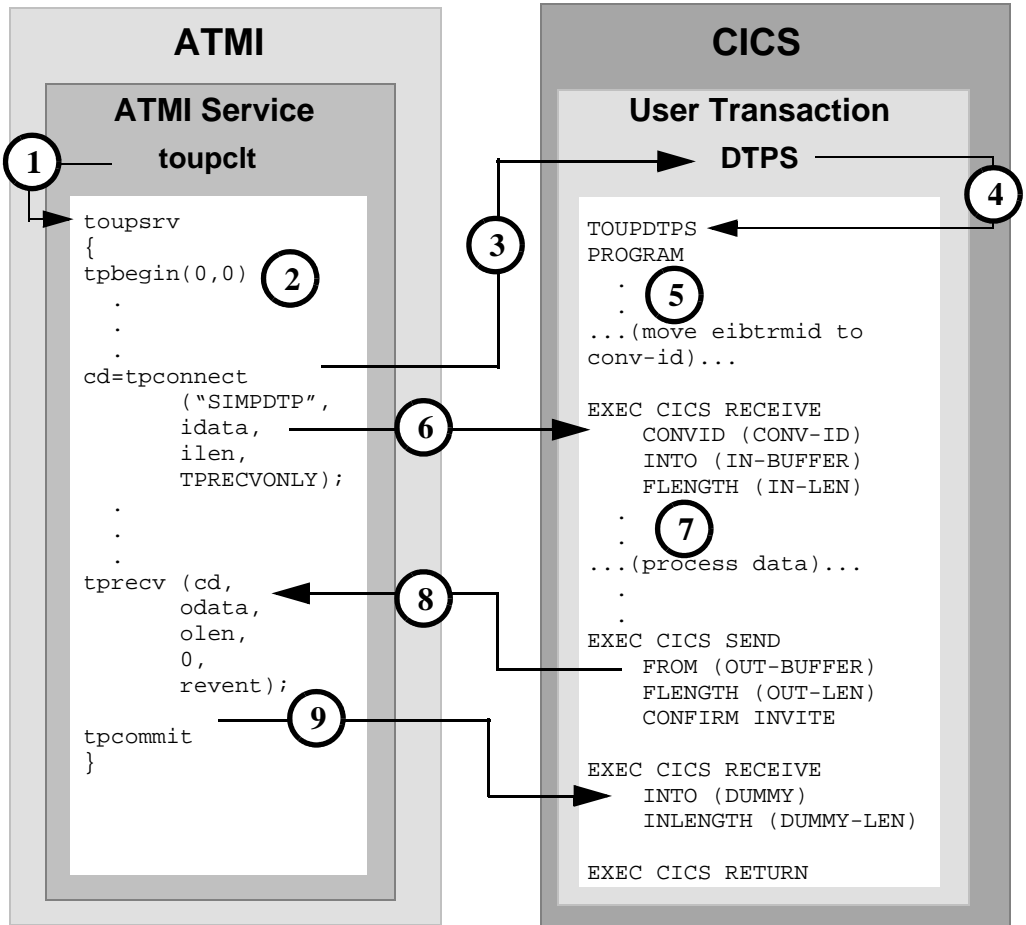 ATMI
ATMI Service
toupclt
1
toupsrv
{
tpbegin(0,0)
2
.
.
.
cd=tpconnect
("SIMPDTP",
idata,
ilen,
TPRECVONLY);
.
.
.
tprecv (cd,
odata,
olen,
0,
revent);
tpcommit
}
3
6
8
9
CICS
User Transaction
DTPS
4
TOUPDTPS
PROGRAM
.
5
.
...(move eibtrmid to
conv-id)...
EXEC CICS RECEIVE
CONVID (CONV-ID)
INTO (IN-BUFFER)
FLENGTH (IN-LEN)
.
7
.
...(process data)...
.
.
EXEC CICS SEND
FROM (OUT-BUFFER)
FLENGTH (OUT-LEN)
CONFIRM INVITE
EXEC CICS RECEIVE
INTO (DUMMY)
INLENGTH (DUMMY-LEN)
EXEC CICS RETURN